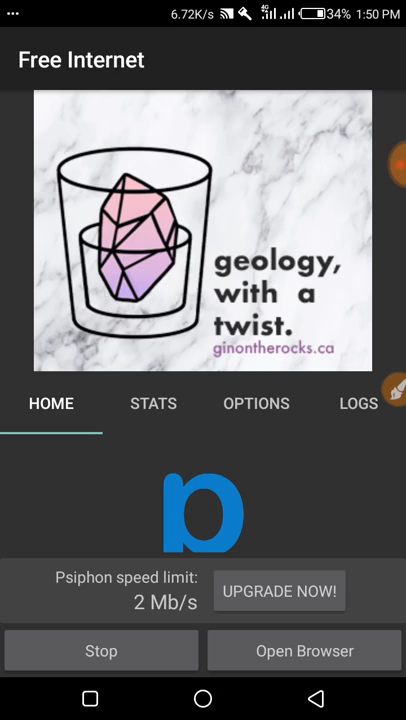 6.72K/s 4G 34% 1:50 PM
Free Internet
geology,
with a
twist.
ginontherocks.ca
HOME STATS OPTIONS LOGS
Psiphon speed limit:
2 Mb/s
UPGRADE NOW!
Stop Open Browser